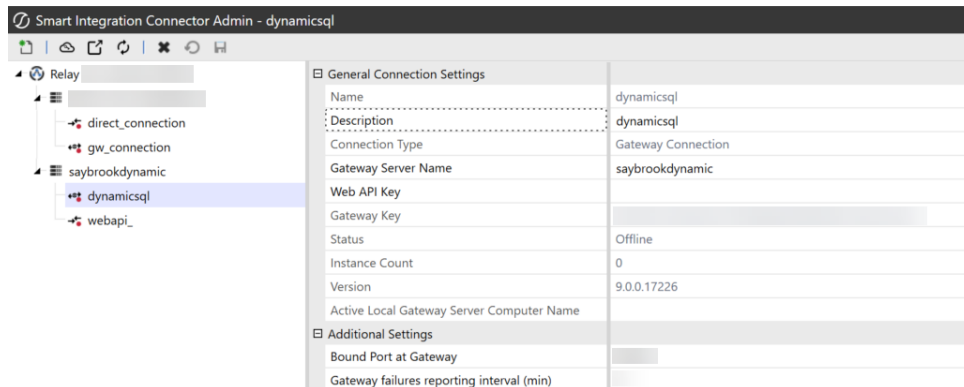 Smart Integration Connector Admin - dynamicsql
Relay
direct_connection
gw_connection
saybrookdynamic
dynamicsql
webapi_
General Connection Settings
Name dynamicsql
Description dynamicsql
Connection Type Gateway Connection
Gateway Server Name saybrookdynamic
Web API Key
Gateway Key
Status Offline
Instance Count 0
Version 9.0.0.17226
Active Local Gateway Server Computer Name
Additional Settings
Bound Port at Gateway
Gateway failures reporting interval (min)